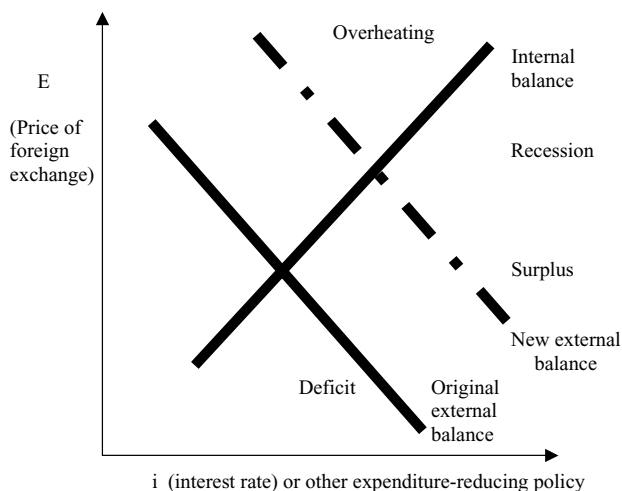 Overheating
E
(Price of
foreign
exchange)
Internal
balance
Recession
Surplus
New external
balance
Deficit
Original
external
balance
i (interest rate) or other expenditure-reducing policy